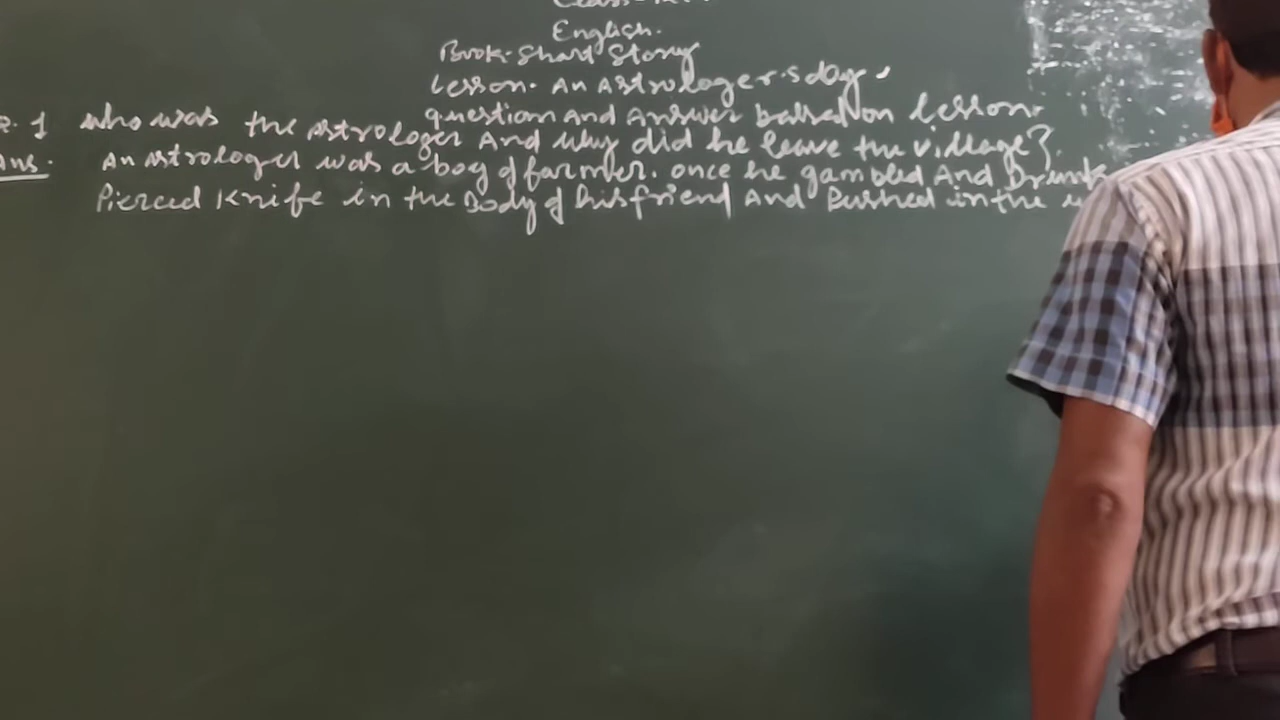 English.
Book-Short Story
Lesson. An Astrologer's day.
question And Answer based on lesson
Q. 1 who was the astrologer And why did he leave the village?
Ans. An astrologer was a boy of farmer. once he gambled And Drunk
Pierced Knife in the Body of his friend And Pushed in the